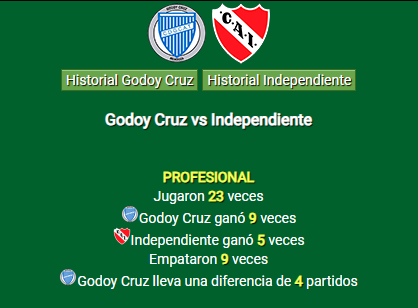 C.A.I.
Historial Godoy Cruz Historial Independiente
Godoy Cruz vs Independiente
PROFESIONAL
Jugaron 23 veces
Godoy Cruz ganó 9 veces
Independiente ganó 5 veces
Empataron 9 veces
Godoy Cruz lleva una diferencia de 4 partidos